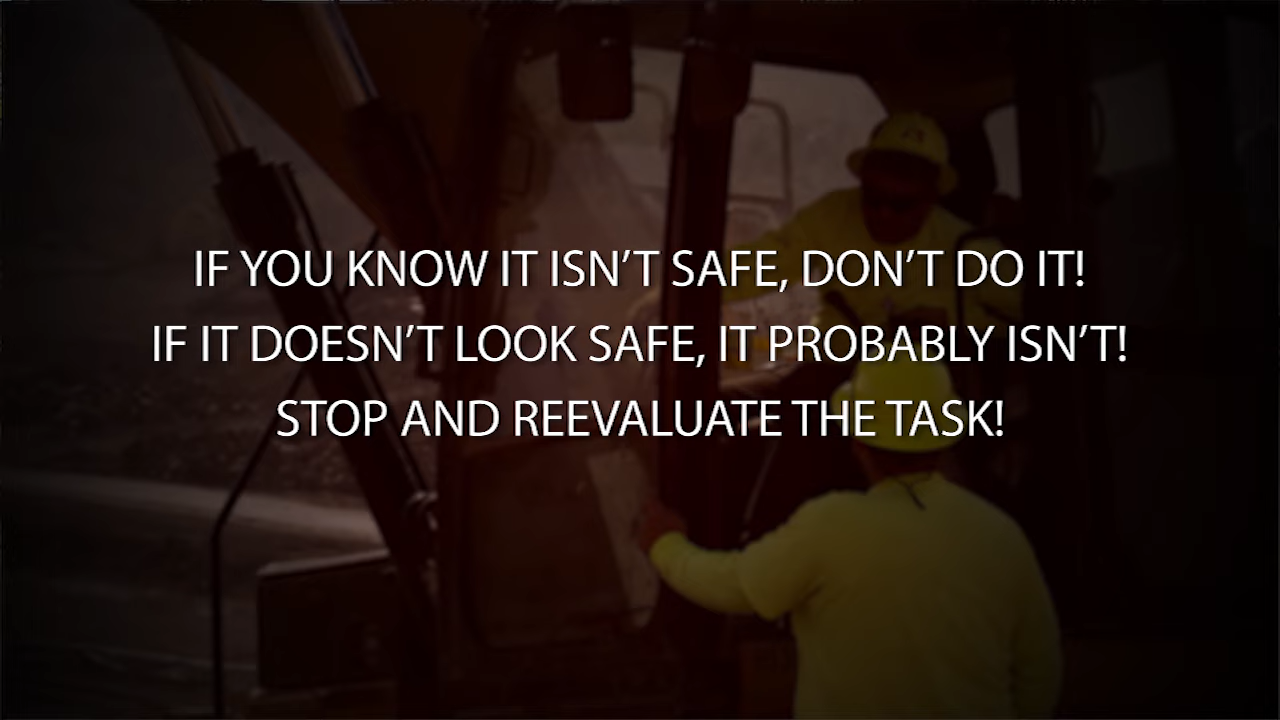 IF YOU KNOW IT ISN’T SAFE, DON’T DO IT!
IF IT DOESN’T LOOK SAFE, IT PROBABLY ISN’T!
STOP AND REEVALUATE THE TASK!